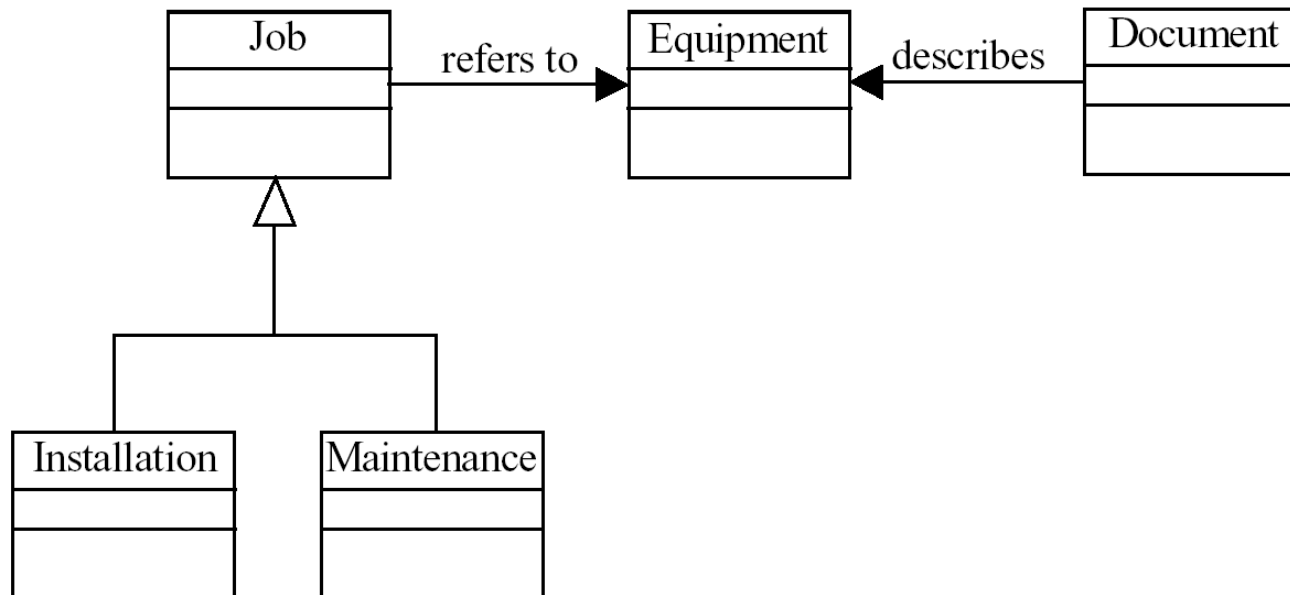 Job
refers to
Equipment
describes
Document
Installation
Maintenance